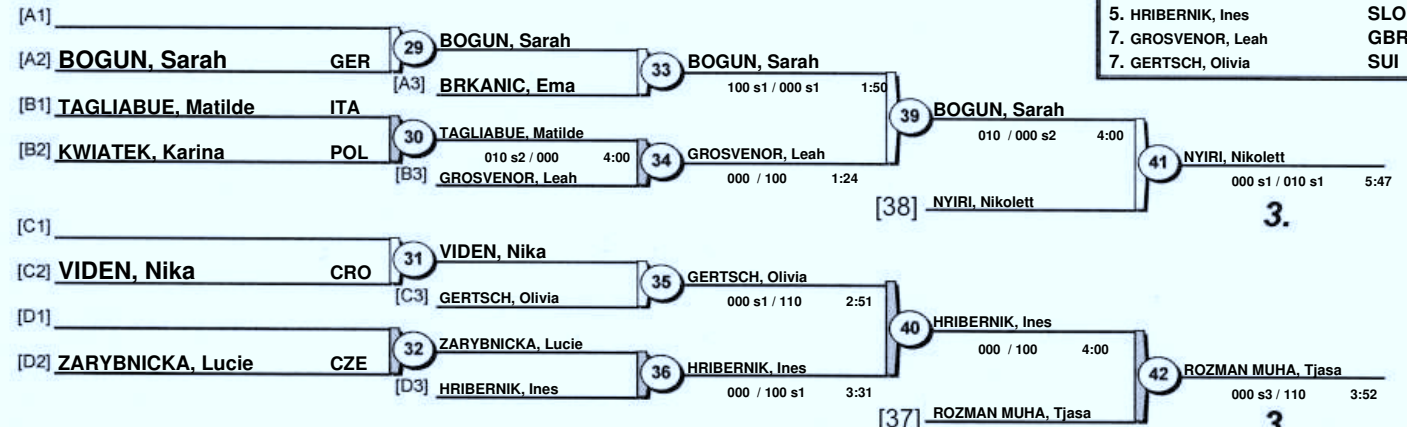 5. HRIBERNIK, Ines SLO
7. GROSVENOR, Leah GBR
7. GERTSCH, Olivia SUI
[A1]
[A2] BOGUN, Sarah GER
29
BOGUN, Sarah
[A3] BRKANIC, Ema
33
BOGUN, Sarah
100 s1 / 000 s1 1:50
[B1] TAGLIABUE, Matilde ITA
[B2] KWIATEK, Karina POL
30
TAGLIABUE, Matilde
010 s2 / 000 4:00
[B3] GROSVENOR, Leah
34
GROSVENOR, Leah
000 / 100 1:24
39
BOGUN, Sarah
010 / 000 s2 4:00
[38] NYIRI, Nikolett
41
NYIRI, Nikolett
000 s1 / 010 s1 5:47
3.
[C1]
[C2] VIDEN, Nika CRO
31
VIDEN, Nika
[C3] GERTSCH, Olivia
35
GERTSCH, Olivia
000 s1 / 110 2:51
[D1]
[D2] ZARYBNICKA, Lucie CZE
32
ZARYBNICKA, Lucie
[D3] HRIBERNIK, Ines
36
HRIBERNIK, Ines
000 / 100 s1 3:31
40
HRIBERNIK, Ines
000 / 100 4:00
[37] ROZMAN MUHA, Tjasa
42
ROZMAN MUHA, Tjasa
000 s3 / 110 3:52
3.